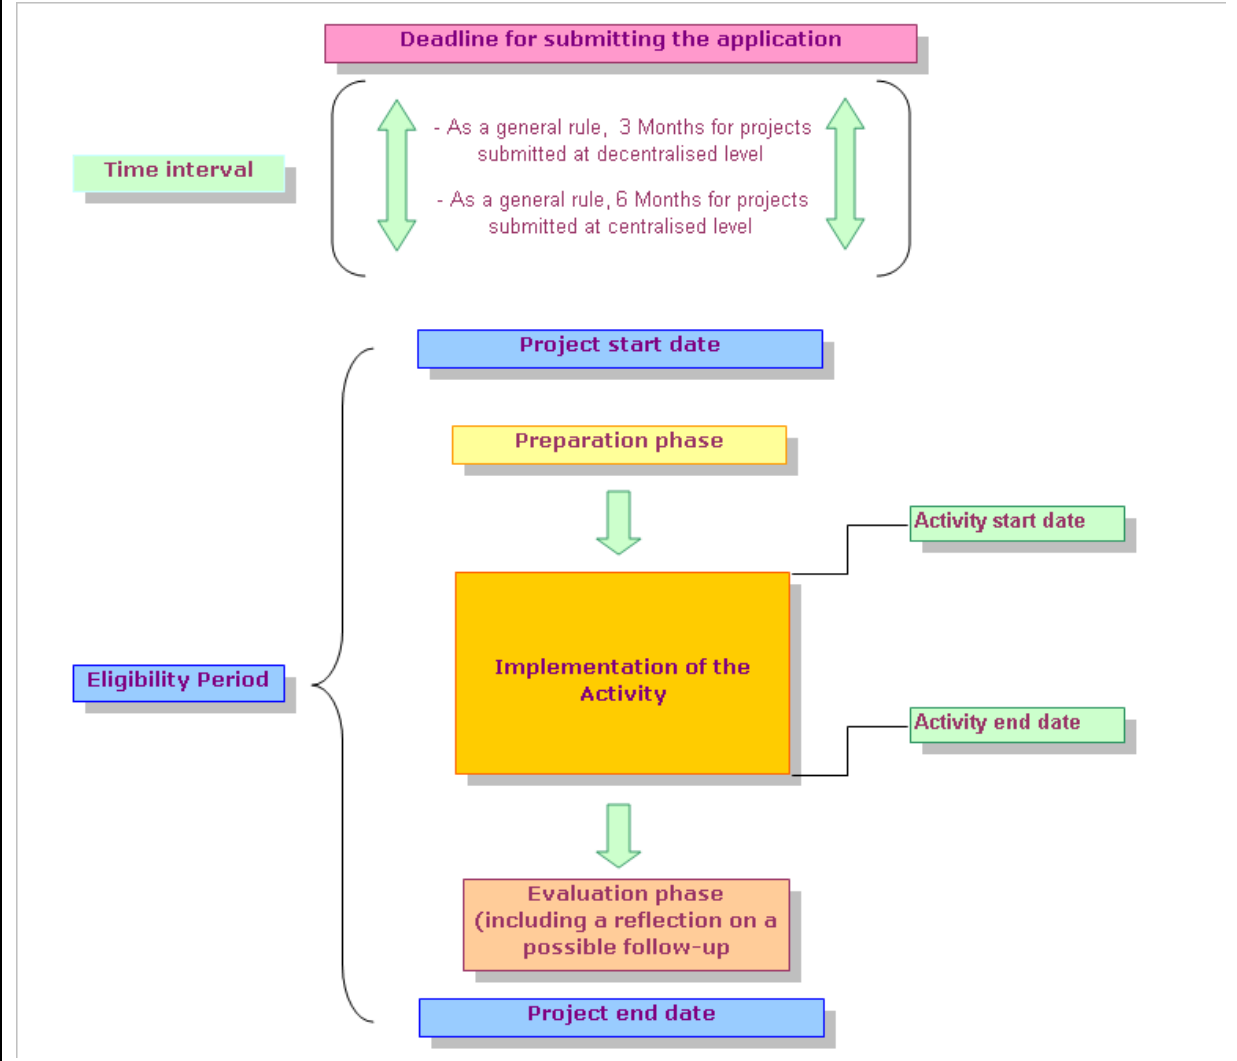 Deadline for submitting the application
- As a general rule, 3 Months for projects
submitted at decentralised level
Time interval
- As a general rule, 6 Months for projects
submitted at centralised level
Project start date
Preparation phase
Activity start date
Implementation of the
Activity
Eligibility Period
Activity end date
Evaluation phase
(including a reflection on a
possible follow-up
Project end date